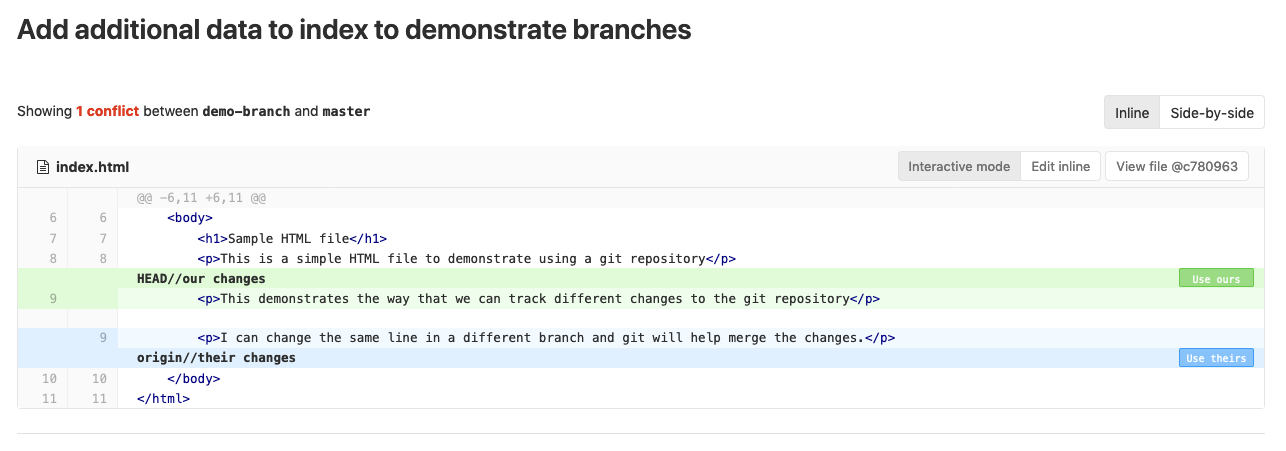 Add additional data to index to demonstrate branches
Showing 1 conflict between demo-branch and master
Inline Side-by-side
index.html
Interactive mode Edit inline View file @c780963
@@ -6,11 +6,11 @@
6 6 <body>
7 7 <h1>Sample HTML file</h1>
8 8 <p>This is a simple HTML file to demonstrate using a git repository</p>
HEAD//our changes Use ours
9 <p>This demonstrates the way that we can track different changes to the git repository</p>
9 <p>I can change the same line in a different branch and git will help merge the changes.</p>
origin//their changes Use theirs
10 10 </body>
11 11 </html>